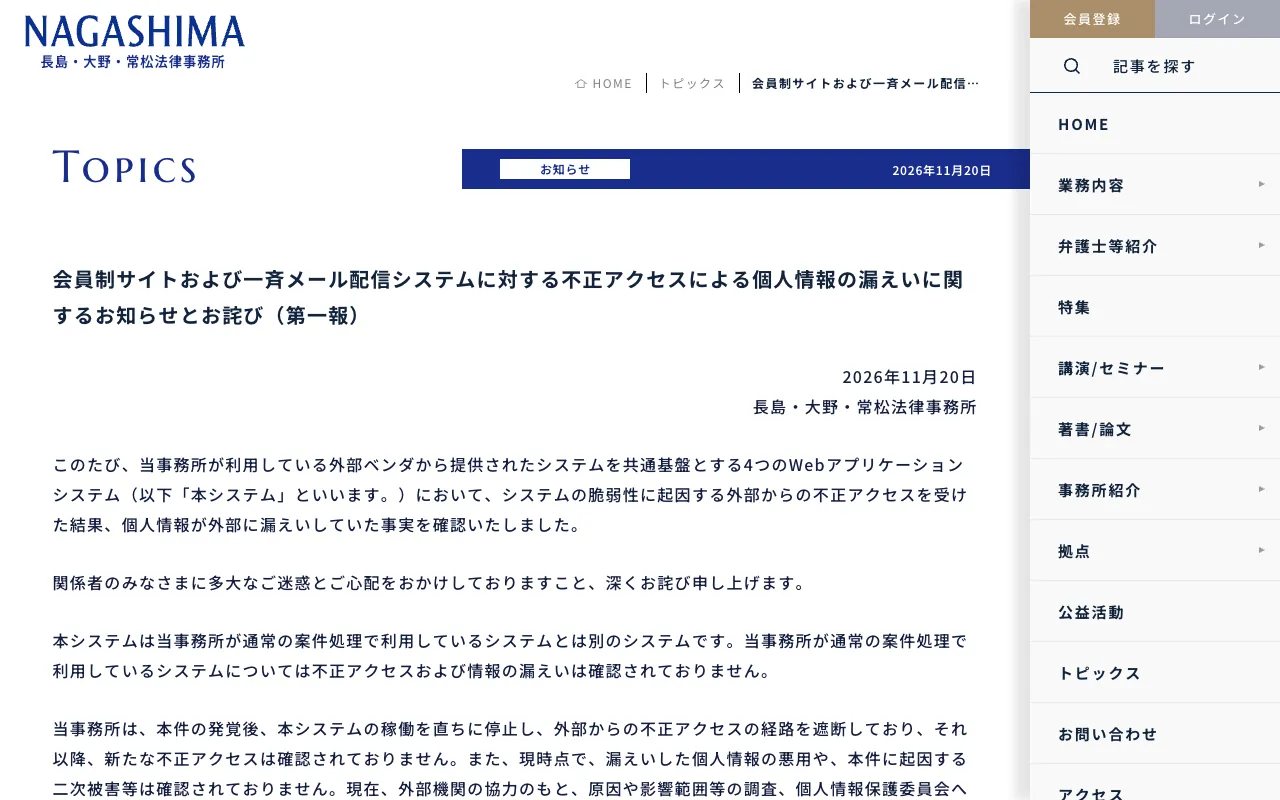 NAGASHIMA
長島・大野・常松法律事務所
会員登録
ログイン
記事を探す
HOME
トピックス
会員制サイトおよび一斉メール配信…
TOPICS
お知らせ
2026年11月20日
会員制サイトおよび一斉メール配信システムに対する不正アクセスによる個人情報の漏えいに関
するお知らせとお詫び（第一報）
2026年11月20日
長島・大野・常松法律事務所
このたび、当事務所が利用している外部ベンダから提供されたシステムを共通基盤とする4つのWebアプリケーション
システム（以下「本システム」といいます。）において、システムの脆弱性に起因する外部からの不正アクセスを受け
た結果、個人情報が外部に漏えいしていた事実を確認いたしました。
関係者のみなさまに多大なご迷惑とご心配をおかけしておりますこと、深くお詫び申し上げます。
本システムは当事務所が通常の案件処理で利用しているシステムとは別のシステムです。当事務所が通常の案件処理で
利用しているシステムについては不正アクセスおよび情報の漏えいは確認されておりません。
当事務所は、本件の発覚後、本システムの稼働を直ちに停止し、外部からの不正アクセスの経路を遮断しており、それ
以降、新たな不正アクセスは確認されておりません。また、現時点で、漏えいした個人情報の悪用や、本件に起因する
二次被害等は確認されておりません。現在、外部機関の協力のもと、原因や影響範囲等の調査、個人情報保護委員会へ
HOME
業務内容
弁護士等紹介
特集
講演/セミナー
著書/論文
事務所紹介
拠点
公益活動
トピックス
お問い合わせ
アクセス